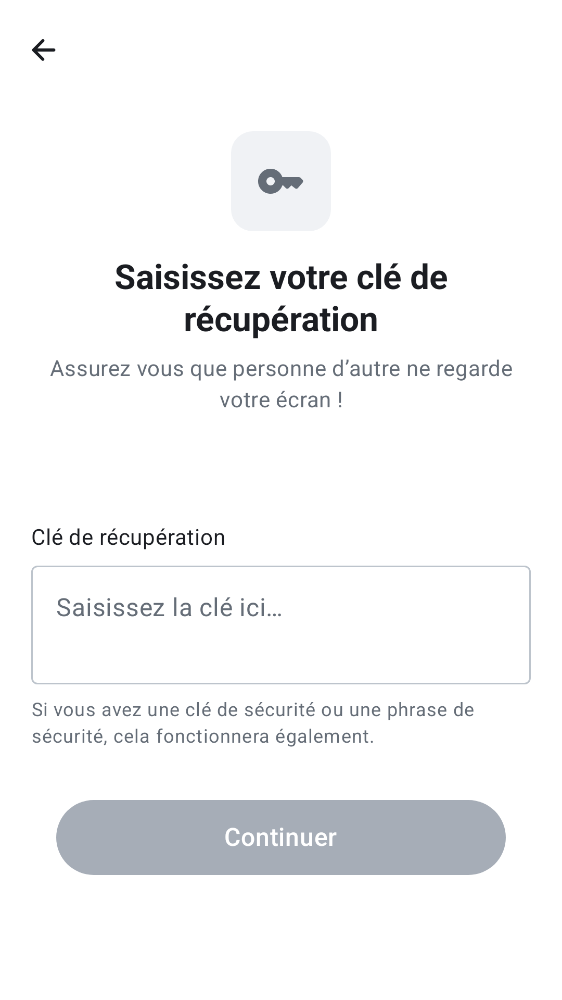 Saisissez votre clé de
récupération
Assurez vous que personne d’autre ne regarde
votre écran !
Clé de récupération
Saisissez la clé ici…
Si vous avez une clé de sécurité ou une phrase de
sécurité, cela fonctionnera également.
Continuer